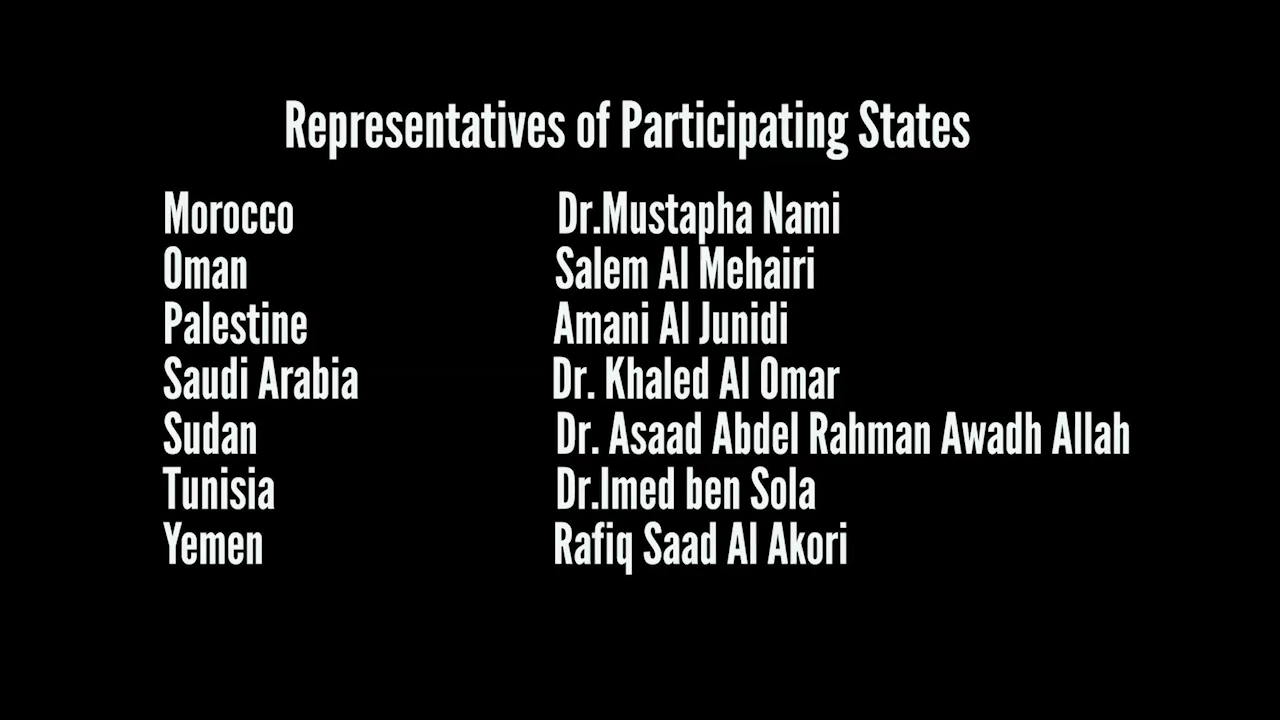 Representatives of Participating States
Morocco Dr.Mustapha Nami
Oman Salem Al Mehairi
Palestine Amani Al Junidi
Saudi Arabia Dr. Khaled Al Omar
Sudan Dr. Asaad Abdel Rahman Awadh Allah
Tunisia Dr.Imed ben Sola
Yemen Rafiq Saad Al Akori